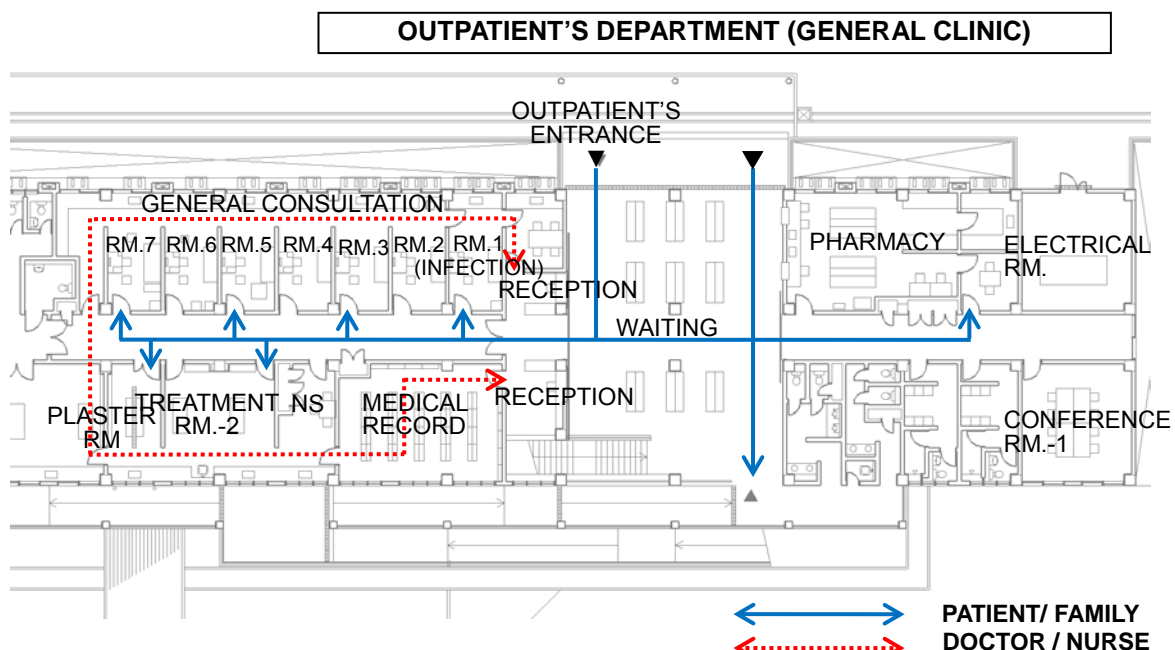 OUTPATIENT'S DEPARTMENT (GENERAL CLINIC)
OUTPATIENT'S
ENTRANCE
GENERAL CONSULTATION
RM.7
RM.6
RM.5
RM.4
RM.3
RM.2
RM.1
(INFECTION)
RECEPTION
PHARMACY
ELECTRICAL
RM.
WAITING
PLASTER
RM
TREATMENT
RM.-2
NS
MEDICAL
RECORD
RECEPTION
CONFERENCE
RM.-1
PATIENT/ FAMILY
DOCTOR / NURSE